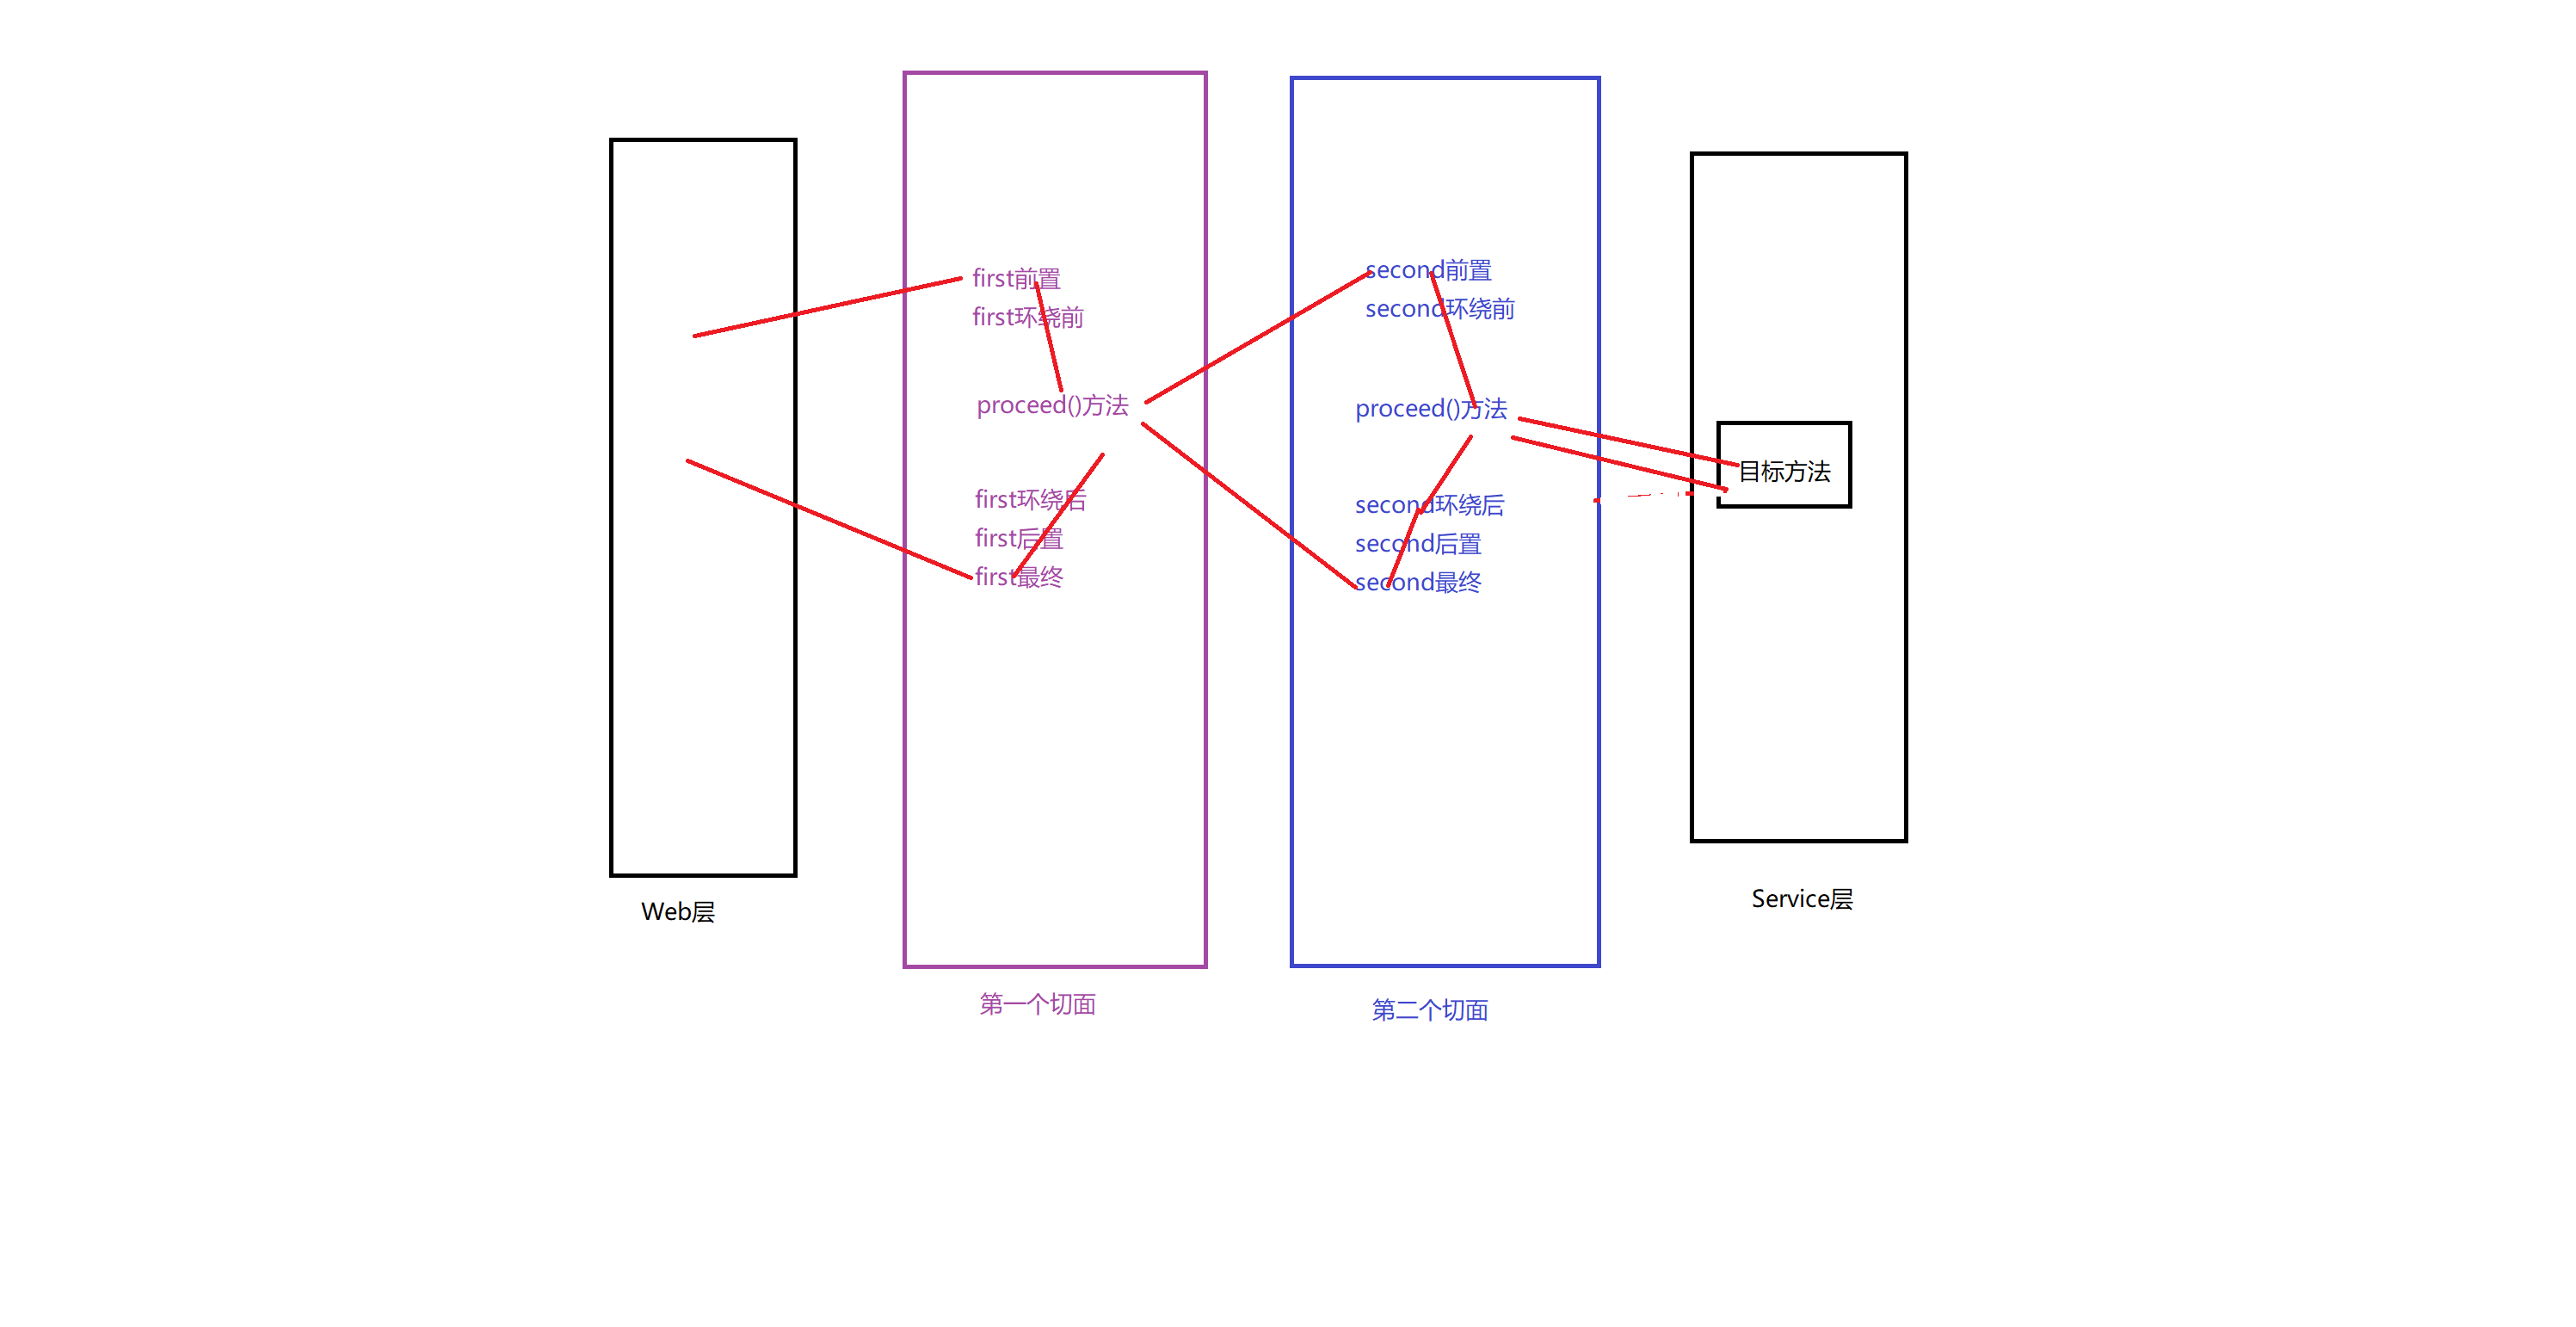 first前置
first环绕前
proceed()方法
first环绕后
first后置
first最终
second前置
second环绕前
proceed()方法
second环绕后
second后置
second最终
目标方法
Web层
第一个切面
第二个切面
Service层